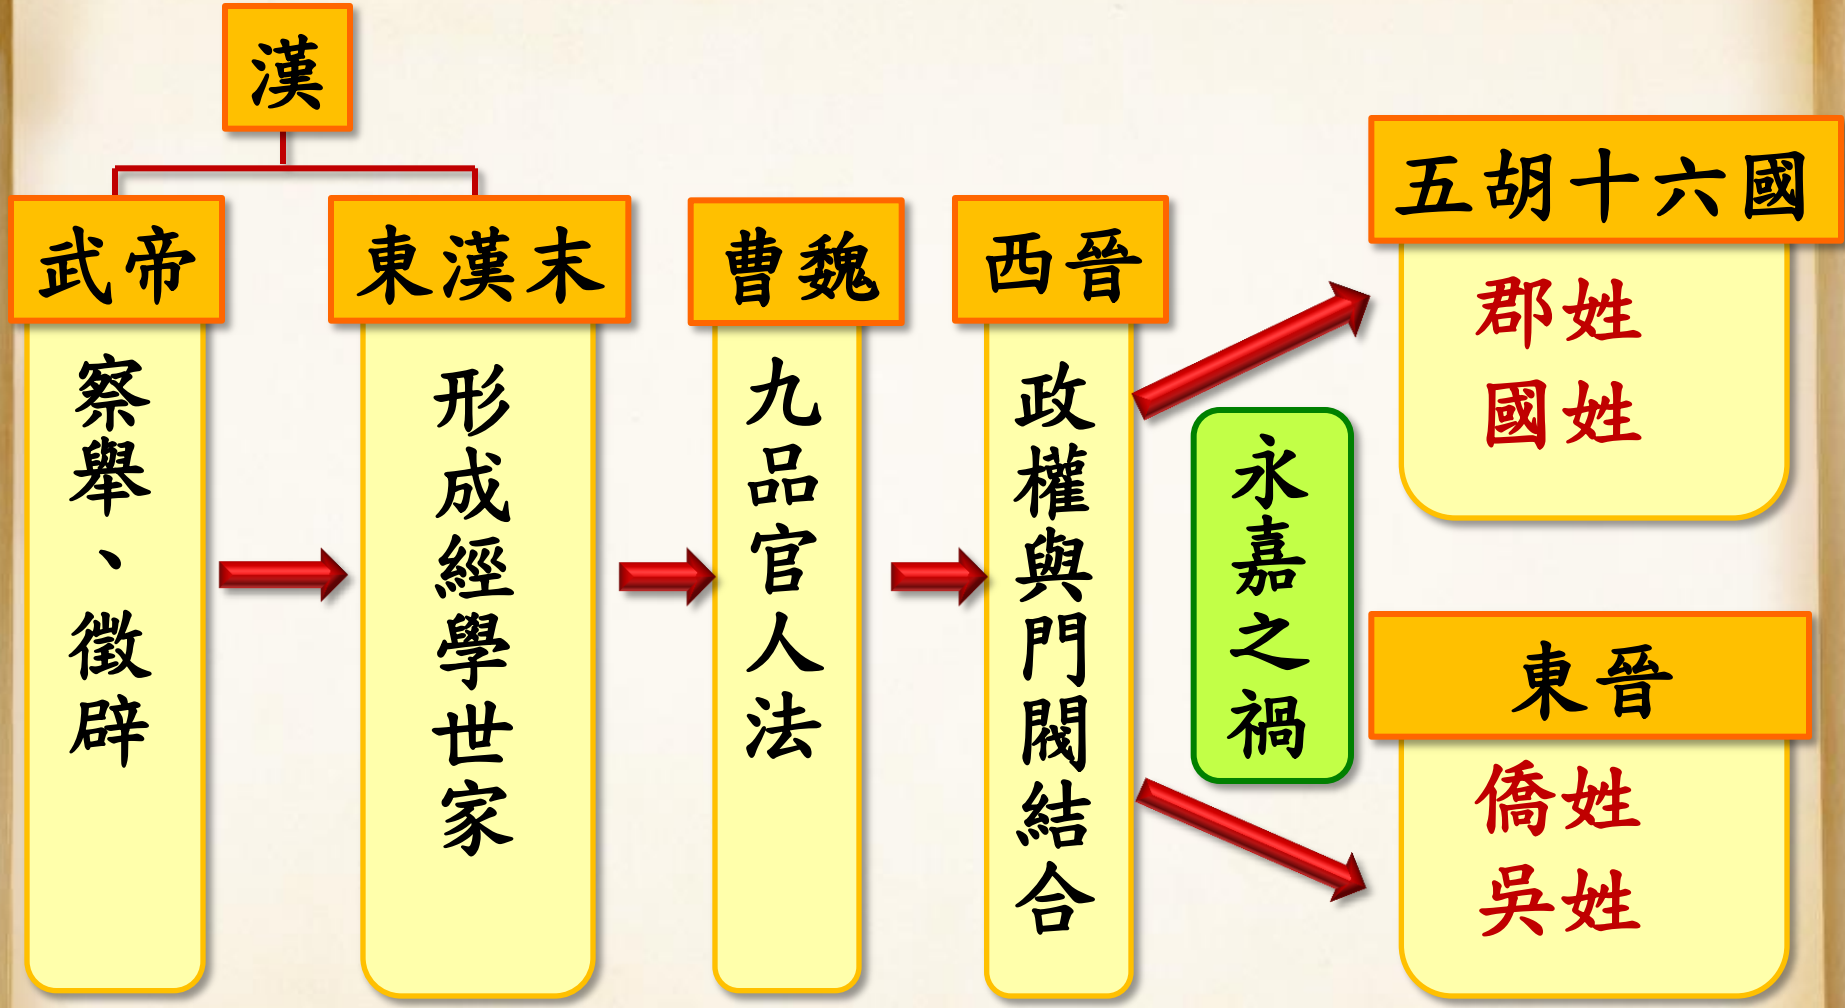 漢
武帝
察舉、徵辟
東漢末
形成經學世家
曹魏
九品官人法
西晉
政權與門閥結合
永嘉之禍
五胡十六國
郡姓
國姓
東晉
僑姓
吳姓